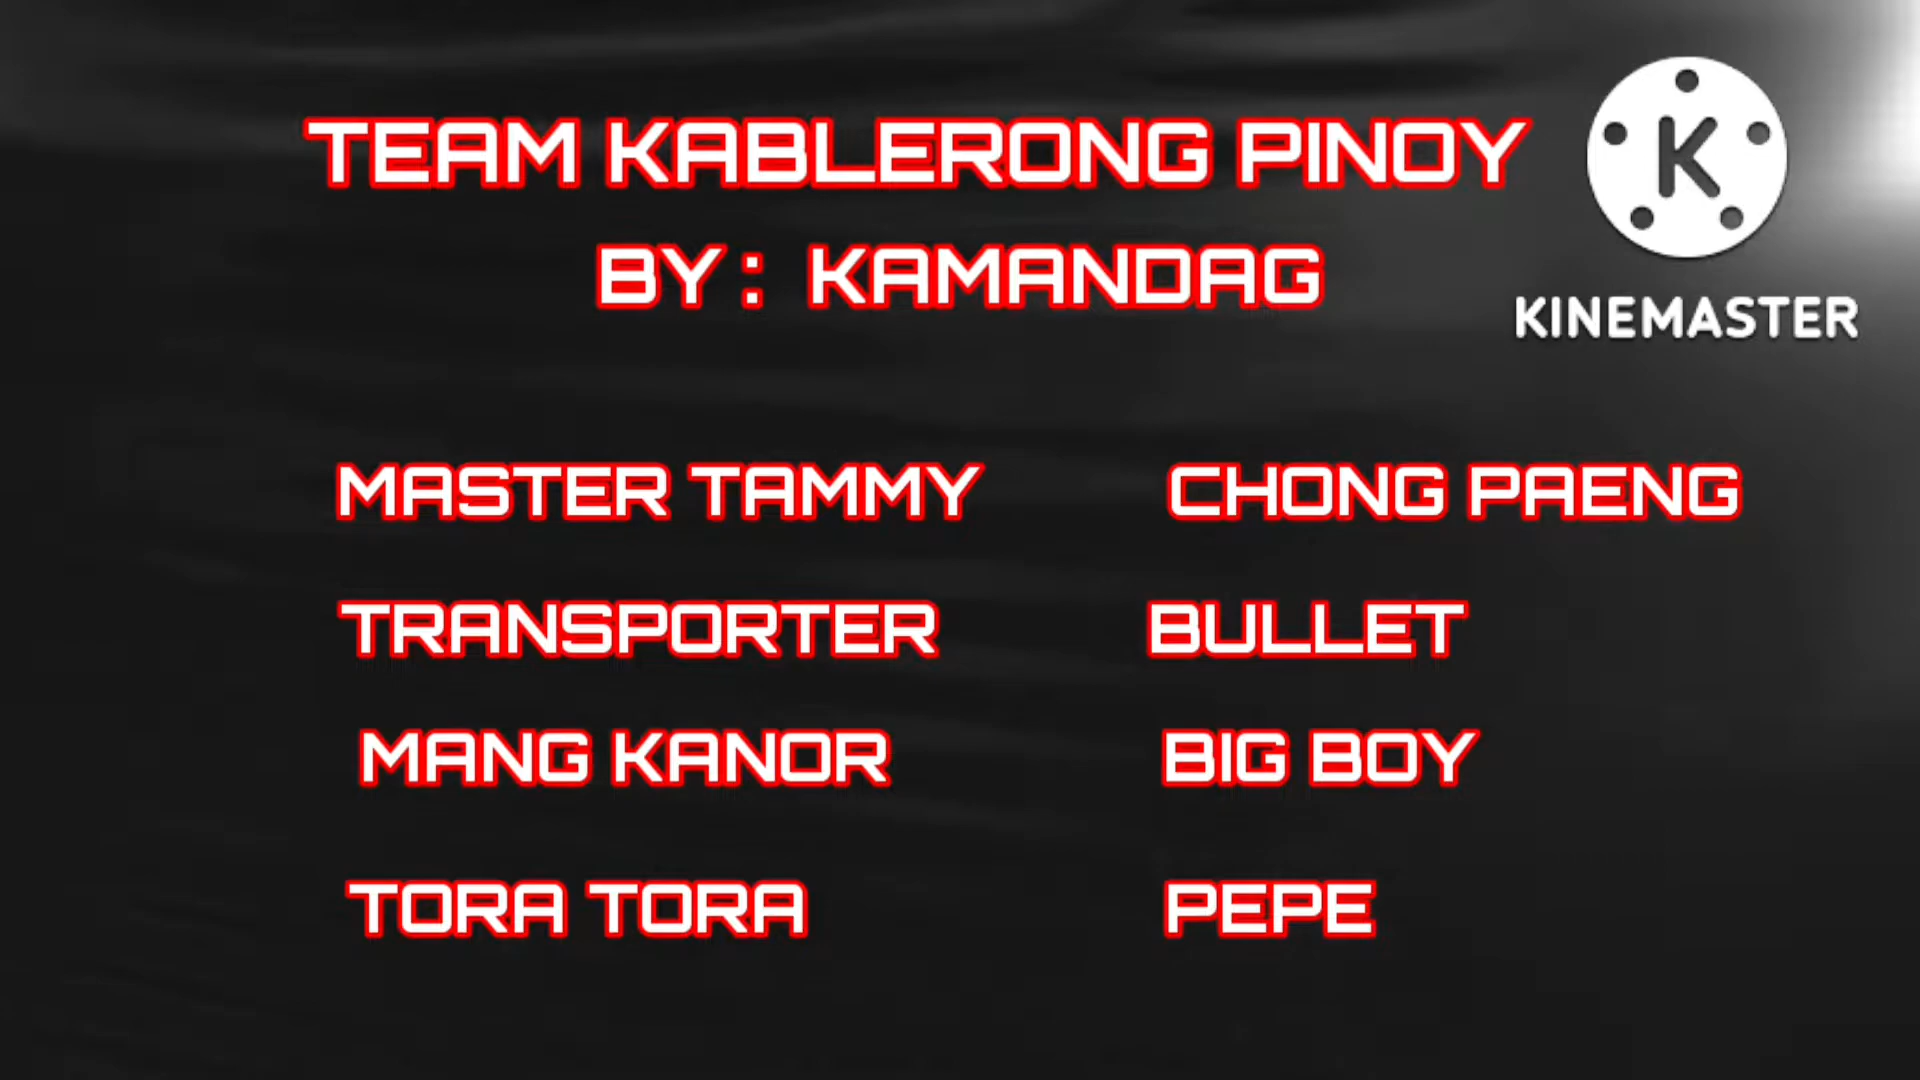 TEAM KABLERONG PINOY
BY : KAMANDAG
KINEMASTER
MASTER TAMMY
CHONG PAENG
TRANSPORTER
BULLET
MANG KANOR
BIG BOY
TORA TORA
PEPE